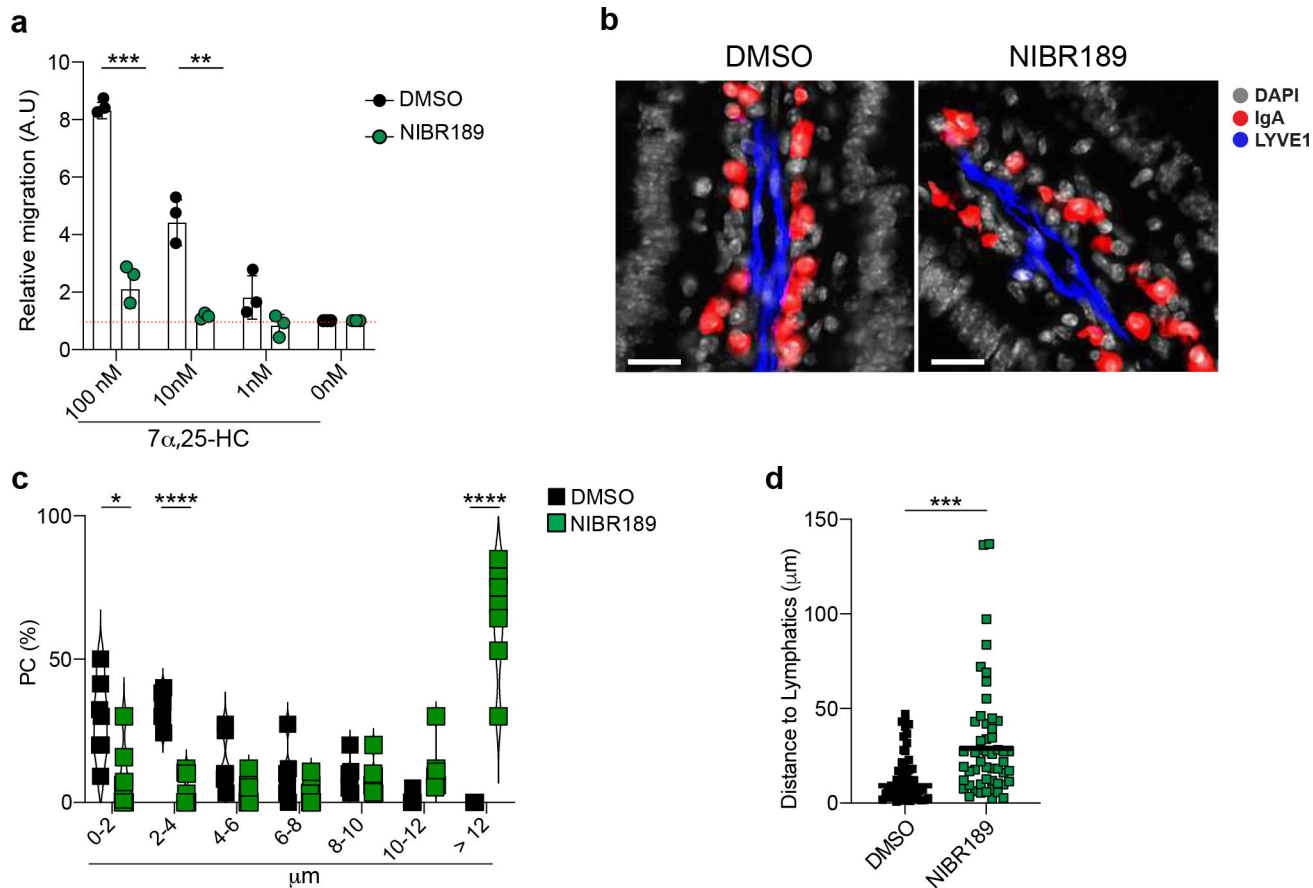 a
Relative migration (A.U)
10
8
6
4
2
0
***
**
DMSO
NIBR189
100 nM
10nM
1nM
0nM
7α,25-HC
b
DMSO
NIBR189
DAPI
IgA
LYVE1
c
PC (%)
100
50
0
*
****
****
DMSO
NIBR189
0-2
2-4
4-6
6-8
8-10
10-12
> 12
μm
d
Distance to Lymphatics (μm)
150
100
50
0
***
DMSO
NIBR189